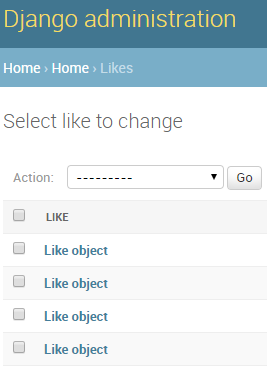 Django administration
Home › Home › Likes
Select like to change
Action: --------- Go
LIKE
Like object
Like object
Like object
Like object